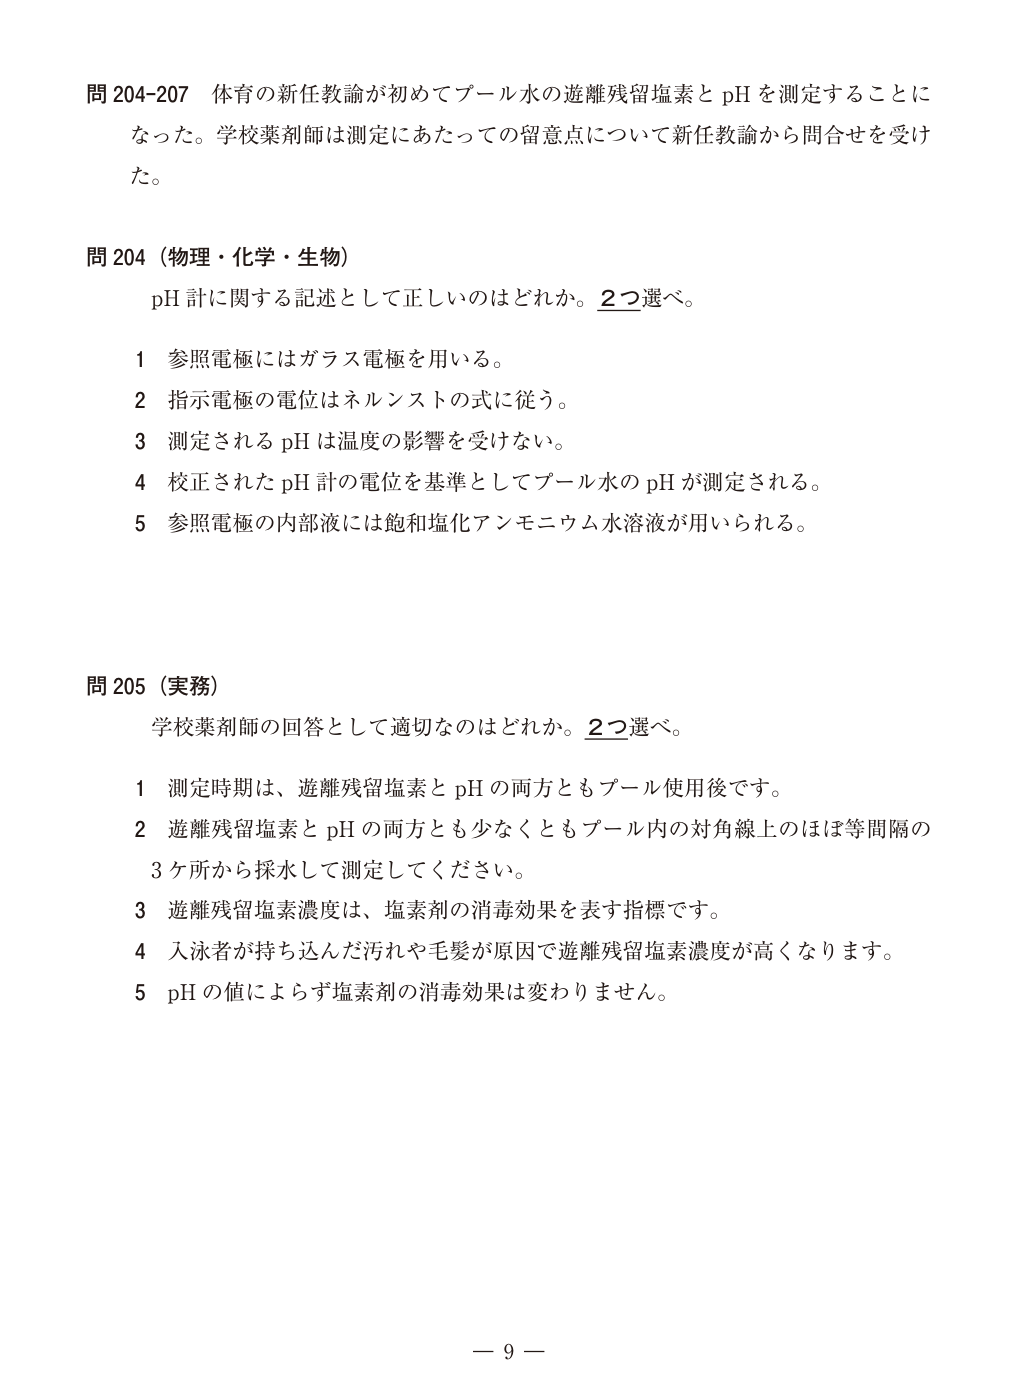 問 204−207　体育の新任教諭が初めてプール水の遊離残留塩素と pH を測定することに
なった。学校薬剤師は測定にあたっての留意点について新任教諭から問合せを受け
た。
問 204（物理・化学・生物）
pH 計に関する記述として正しいのはどれか。２つ選べ。
1　参照電極にはガラス電極を用いる。
2　指示電極の電位はネルンストの式に従う。
3　測定される pH は温度の影響を受けない。
4　校正された pH 計の電位を基準としてプール水の pH が測定される。
5　参照電極の内部液には飽和塩化アンモニウム水溶液が用いられる。
問 205（実務）
学校薬剤師の回答として適切なのはどれか。２つ選べ。
1　測定時期は、遊離残留塩素と pH の両方ともプール使用後です。
2　遊離残留塩素と pH の両方とも少なくともプール内の対角線上のほぼ等間隔の
3 ケ所から採水して測定してください。
3　遊離残留塩素濃度は、塩素剤の消毒効果を表す指標です。
4　入泳者が持ち込んだ汚れや毛髪が原因で遊離残留塩素濃度が高くなります。
5　pH の値によらず塩素剤の消毒効果は変わりません。
— 9 —